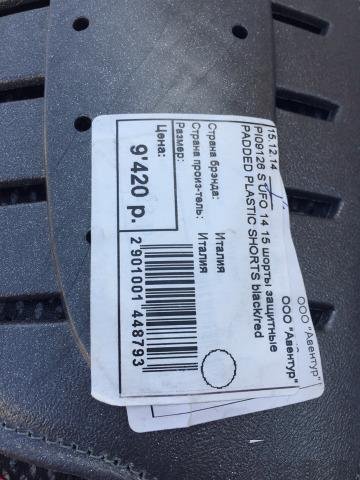 15.12.14
PI09126 S UFO 14 15 шорты защитные
PADDED PLASTIC SHORTS black/red
ООО "Авентур"
ООО "Авентур"
Страна брэнда: Италия
Страна произ-тель: Италия
Размер:
Цена:
9'420 р.
2 901001 448793